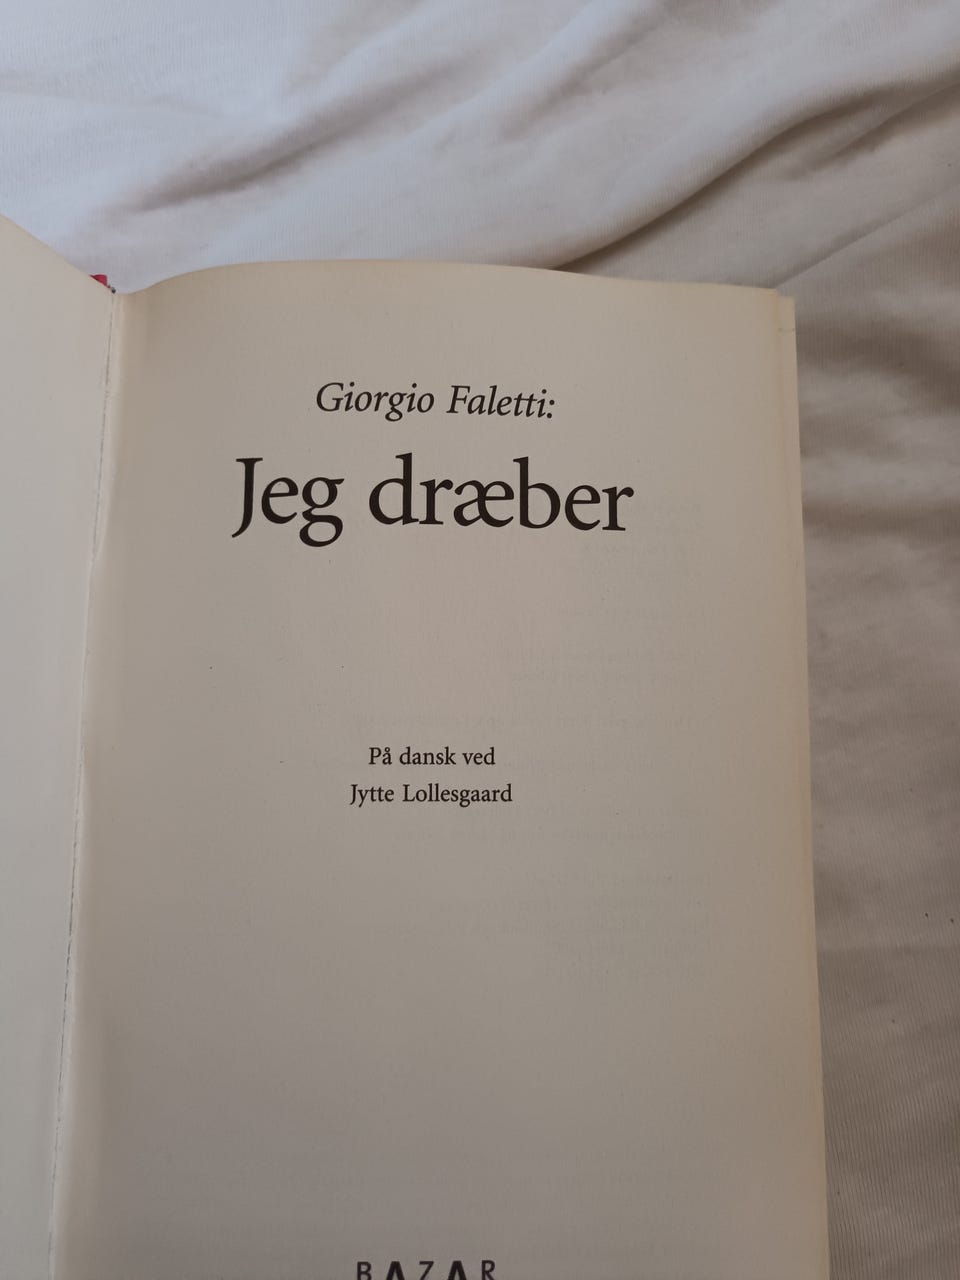 Giorgio Faletti:
Jeg dræber
På dansk ved
Jytte Lollesgaard
BAZAR